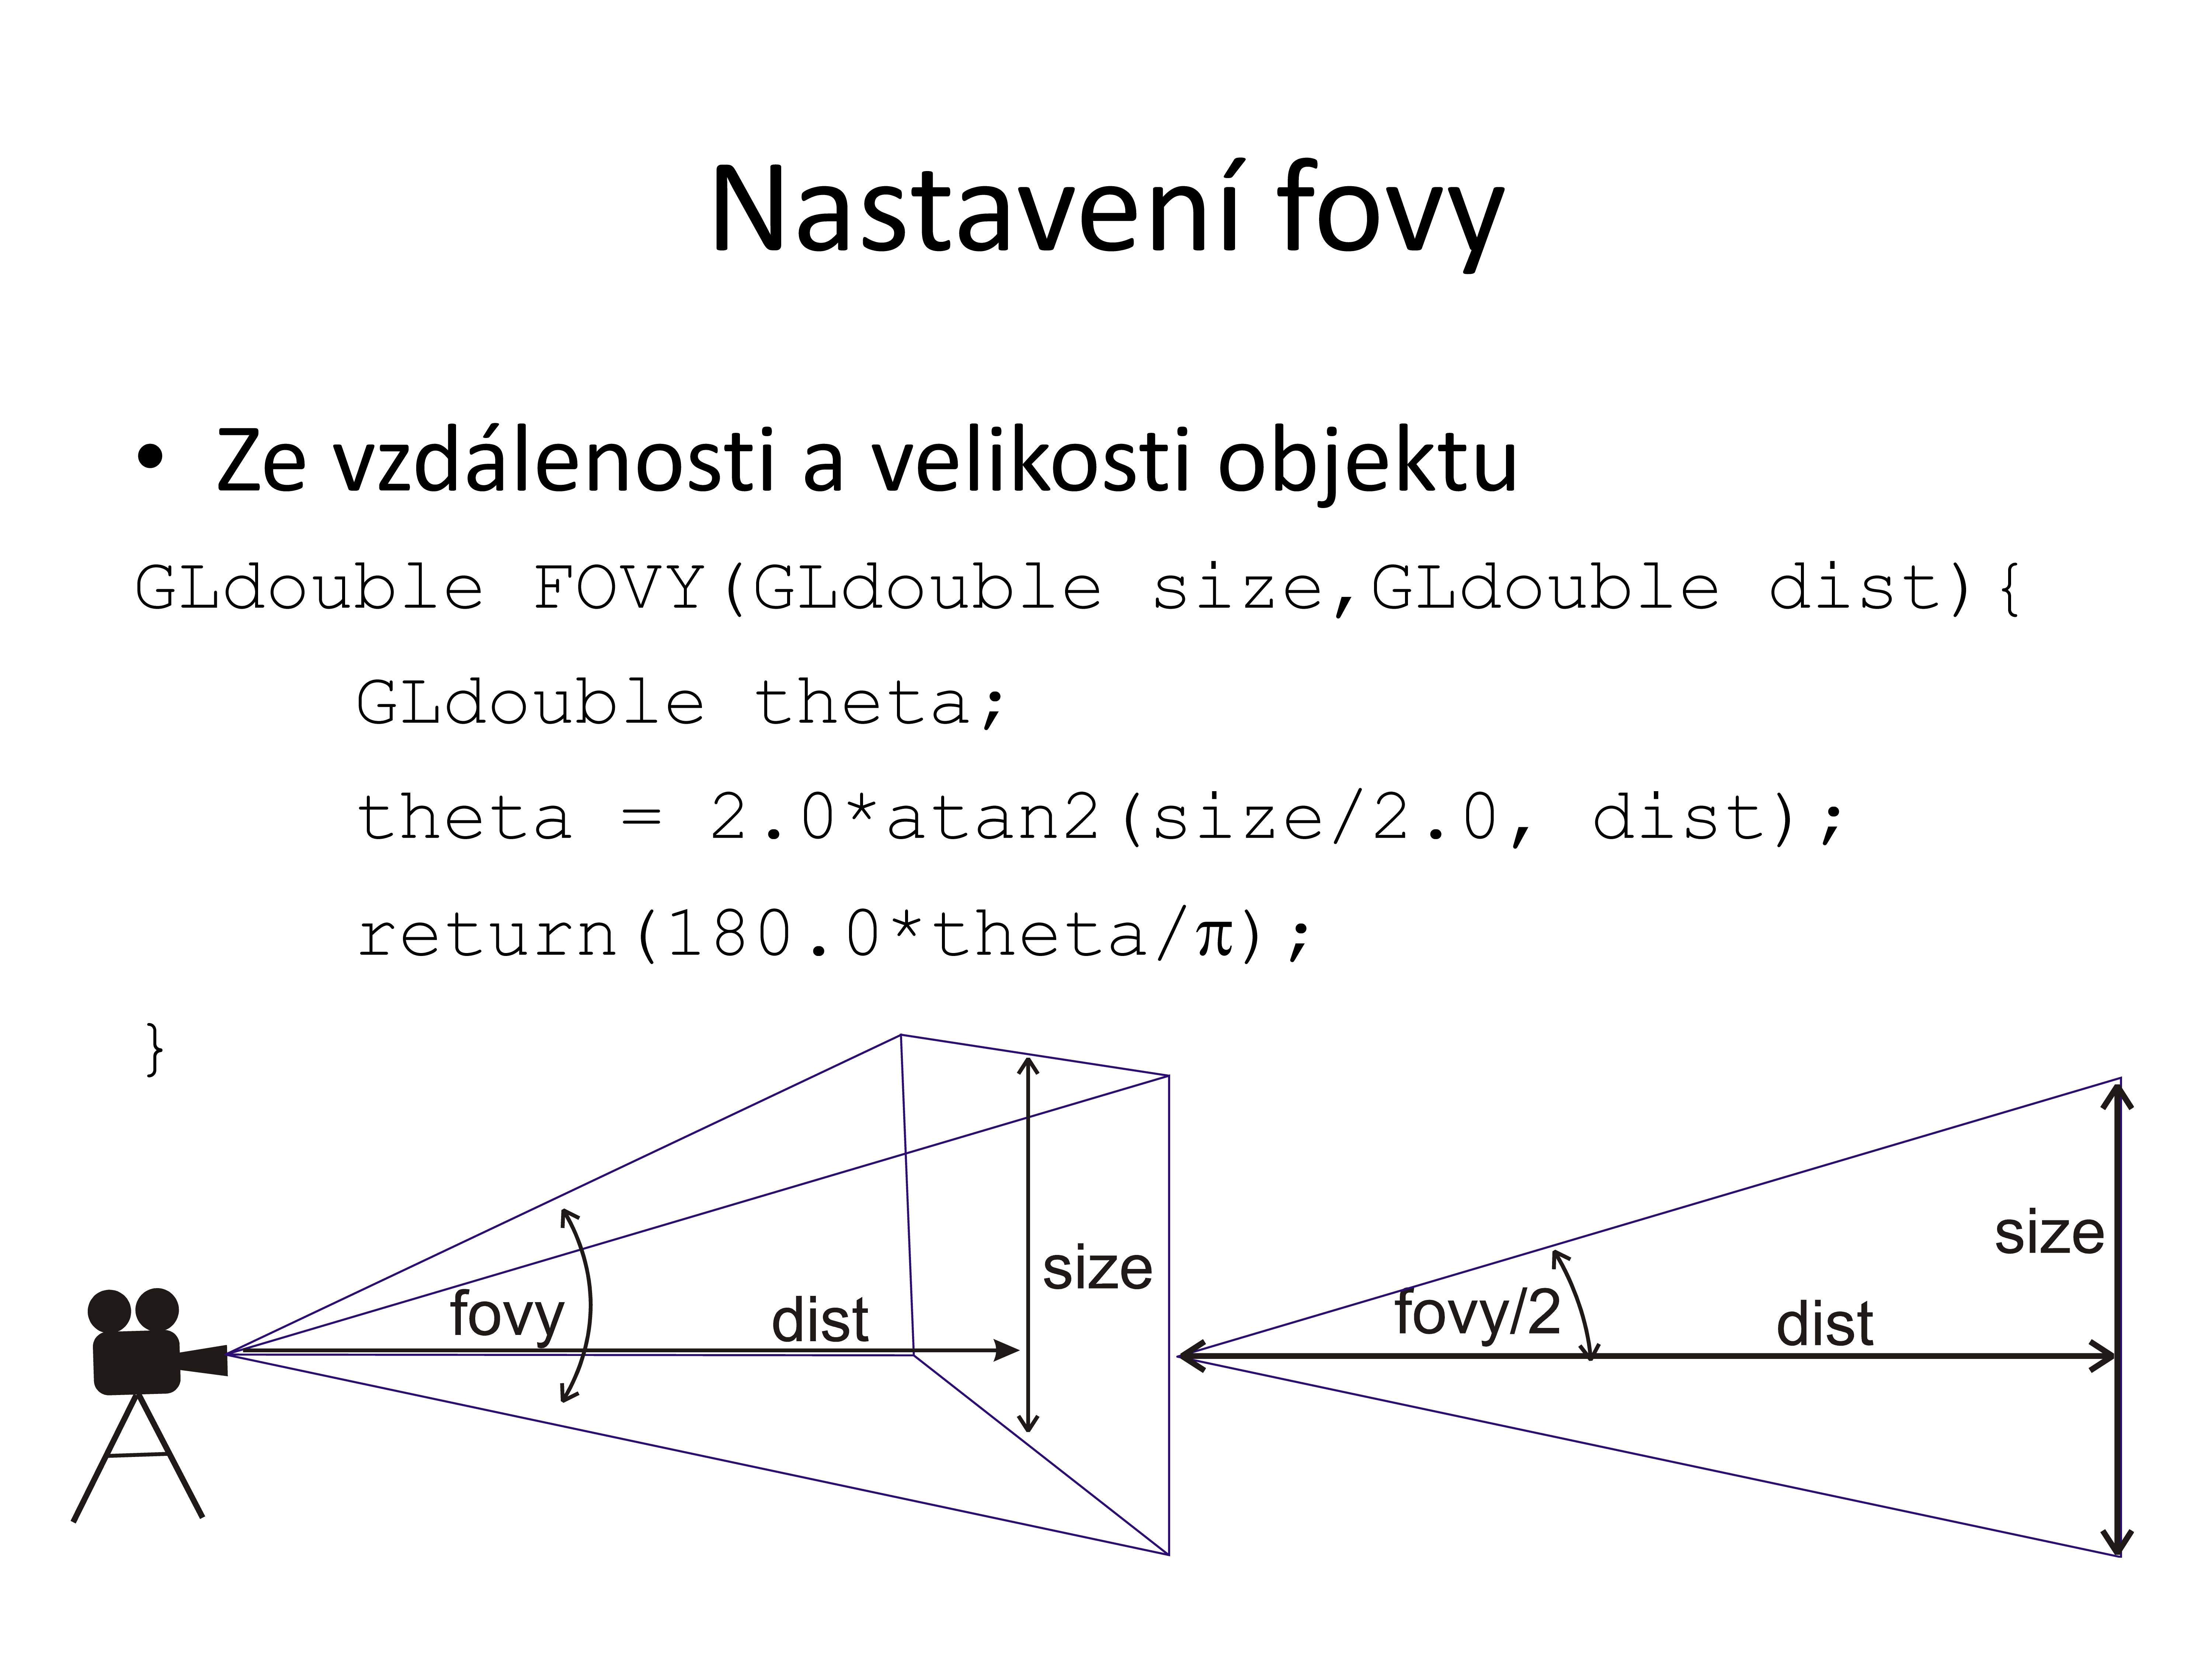 Nastavení fovy
• Ze vzdálenosti a velikosti objektu
GLdouble FOVY(GLdouble size,GLdouble dist){
GLdouble theta;
theta = 2.0*atan2(size/2.0, dist);
return(180.0*theta/π);
}
fovy
dist
size
fovy/2
dist
size